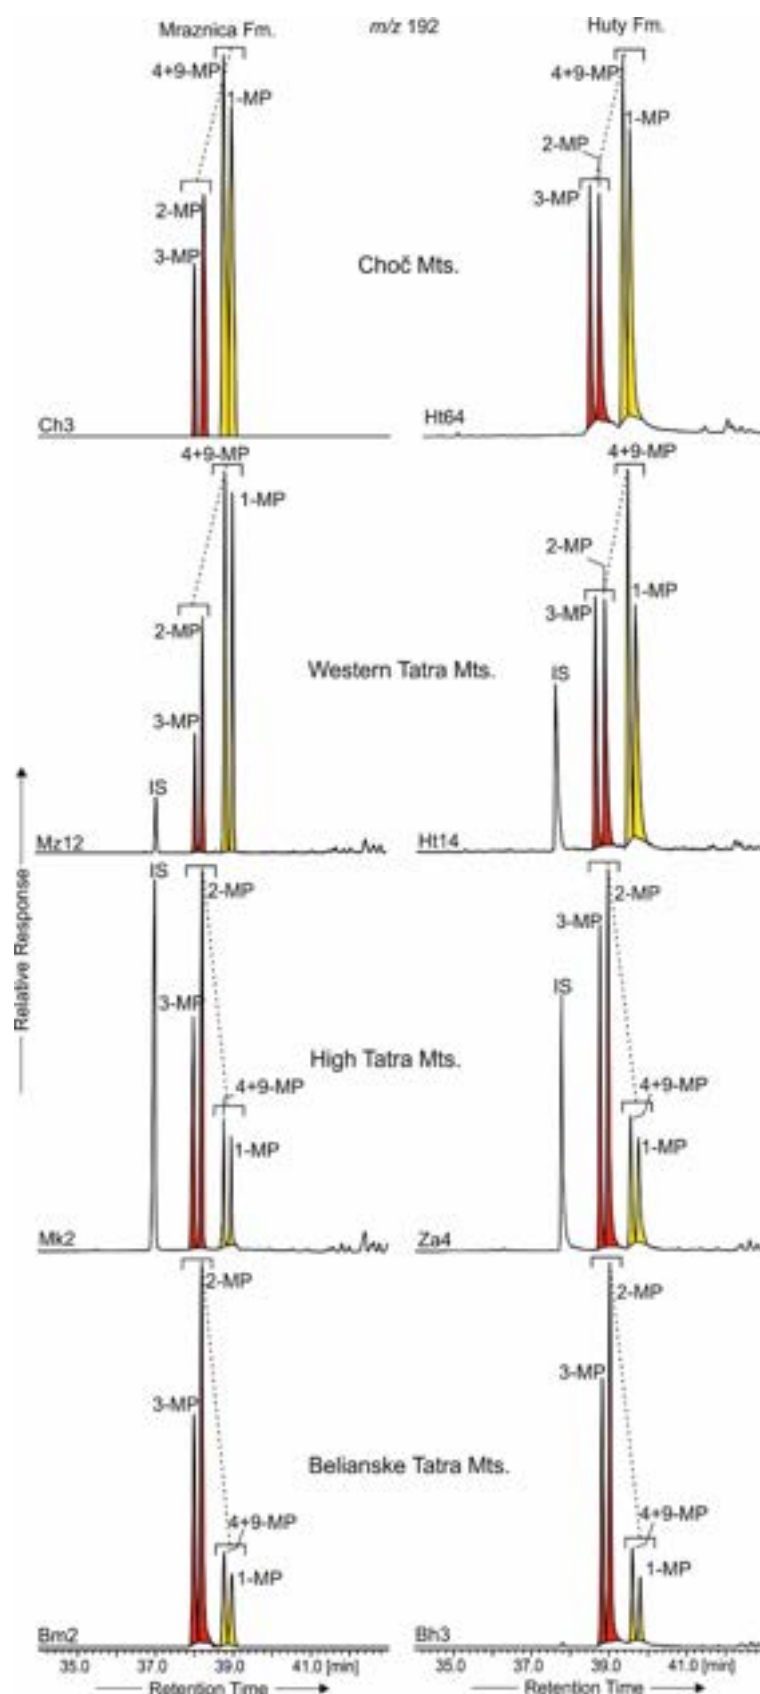 Mraznica Fm.
m/z 192
Huty Fm.
4+9-MP
1-MP
2-MP
3-MP
Ch3
Choč Mts.
4+9-MP
1-MP
2-MP
3-MP
Ht64
4+9-MP
1-MP
2-MP
3-MP
IS
Mz12
Western Tatra Mts.
4+9-MP
2-MP
1-MP
3-MP
IS
Ht14
Relative Response
IS
2-MP
3-MP
4+9-MP
1-MP
Mk2
High Tatra Mts.
2-MP
3-MP
IS
4+9-MP
1-MP
Za4
2-MP
3-MP
4+9-MP
1-MP
Bm2
Belianske Tatra Mts.
2-MP
3-MP
4+9-MP
1-MP
Bh3
35.0 37.0 39.0 41.0 [min]
Retention Time
35.0 37.0 39.0 41.0 [min]
Retention Time